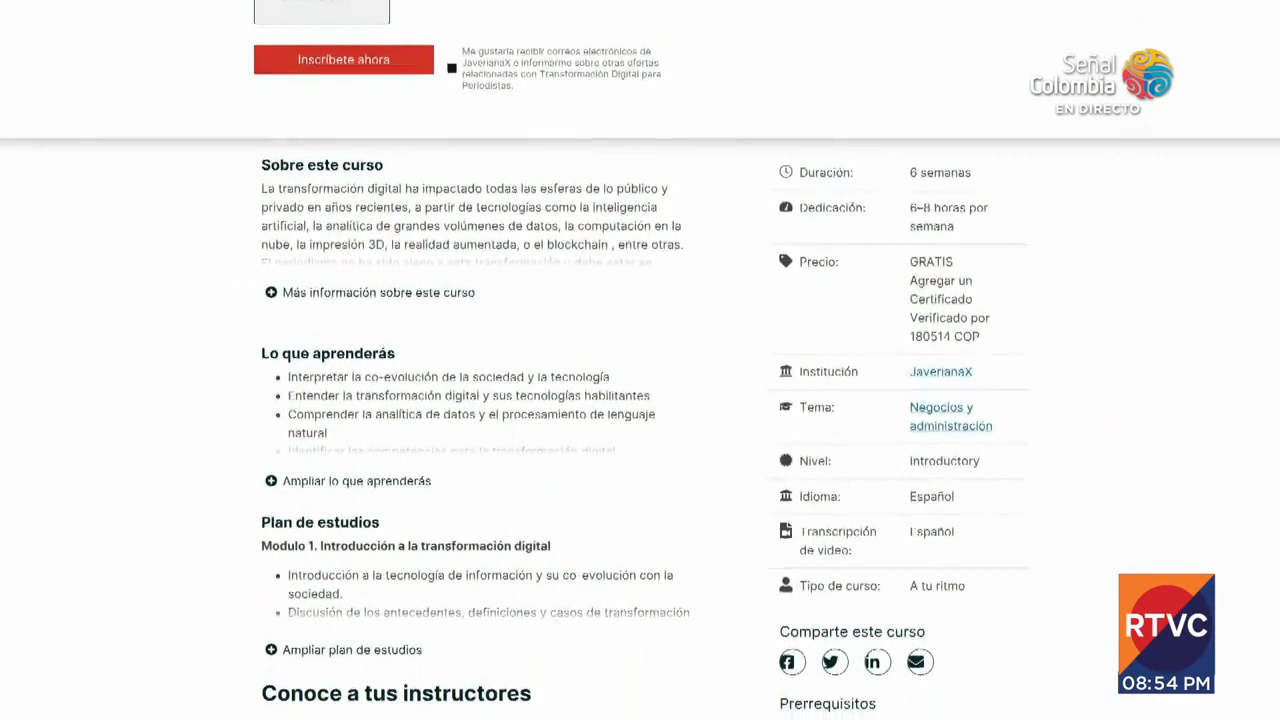 Inscríbete ahora
Me gustaría recibir correos electrónicos de
JaverianaX e informarme sobre otras ofertas
relacionadas con Transformación Digital para
Periodistas.
Señal
Colombia
EN DIRECTO
Sobre este curso
La transformación digital ha impactado todas las esferas de lo público y
privado en años recientes, a partir de tecnologías como la inteligencia
artificial, la analítica de grandes volúmenes de datos, la computación en la
nube, la impresión 3D, la realidad aumentada, o el blockchain , entre otras.
El periodismo no ha sido ajeno a esta transformación y debe estar en
Más información sobre este curso
Lo que aprenderás
Interpretar la co-evolución de la sociedad y la tecnología
Entender la transformación digital y sus tecnologías habilitantes
Comprender la analítica de datos y el procesamiento de lenguaje
natural
Identificar las competencias para la transformación digital
Ampliar lo que aprenderás
Plan de estudios
Modulo 1. Introducción a la transformación digital
Introducción a la tecnología de información y su co evolución con la
sociedad.
Discusión de los antecedentes, definiciones y casos de transformación
Ampliar plan de estudios
Conoce a tus instructores
Duración: 6 semanas
Dedicación: 6–8 horas por
semana
Precio: GRATIS
Agregar un
Certificado
Verificado por
180514 COP
Institución JaverianaX
Tema: Negocios y
administración
Nivel: Introductory
Idioma: Español
Transcripción Español
de video:
Tipo de curso: A tu ritmo
Comparte este curso
Prerrequisitos
RTVC
08:54 PM